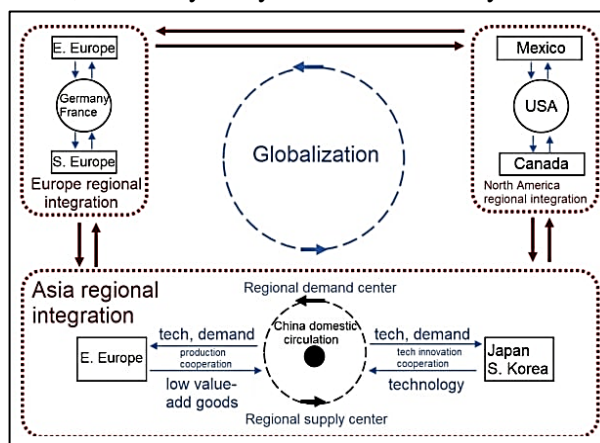 E. Europe
Germany,
France
S. Europe
Europe regional
integration
Globalization
Mexico
USA
Canada
North America
regional integration
Asia regional
integration
Regional demand center
China domestic
circulation
Regional supply center
tech, demand
production
cooperation
low value-
add goods
E. Europe
tech, demand
tech innovation
cooperation
technology
Japan
S. Korea